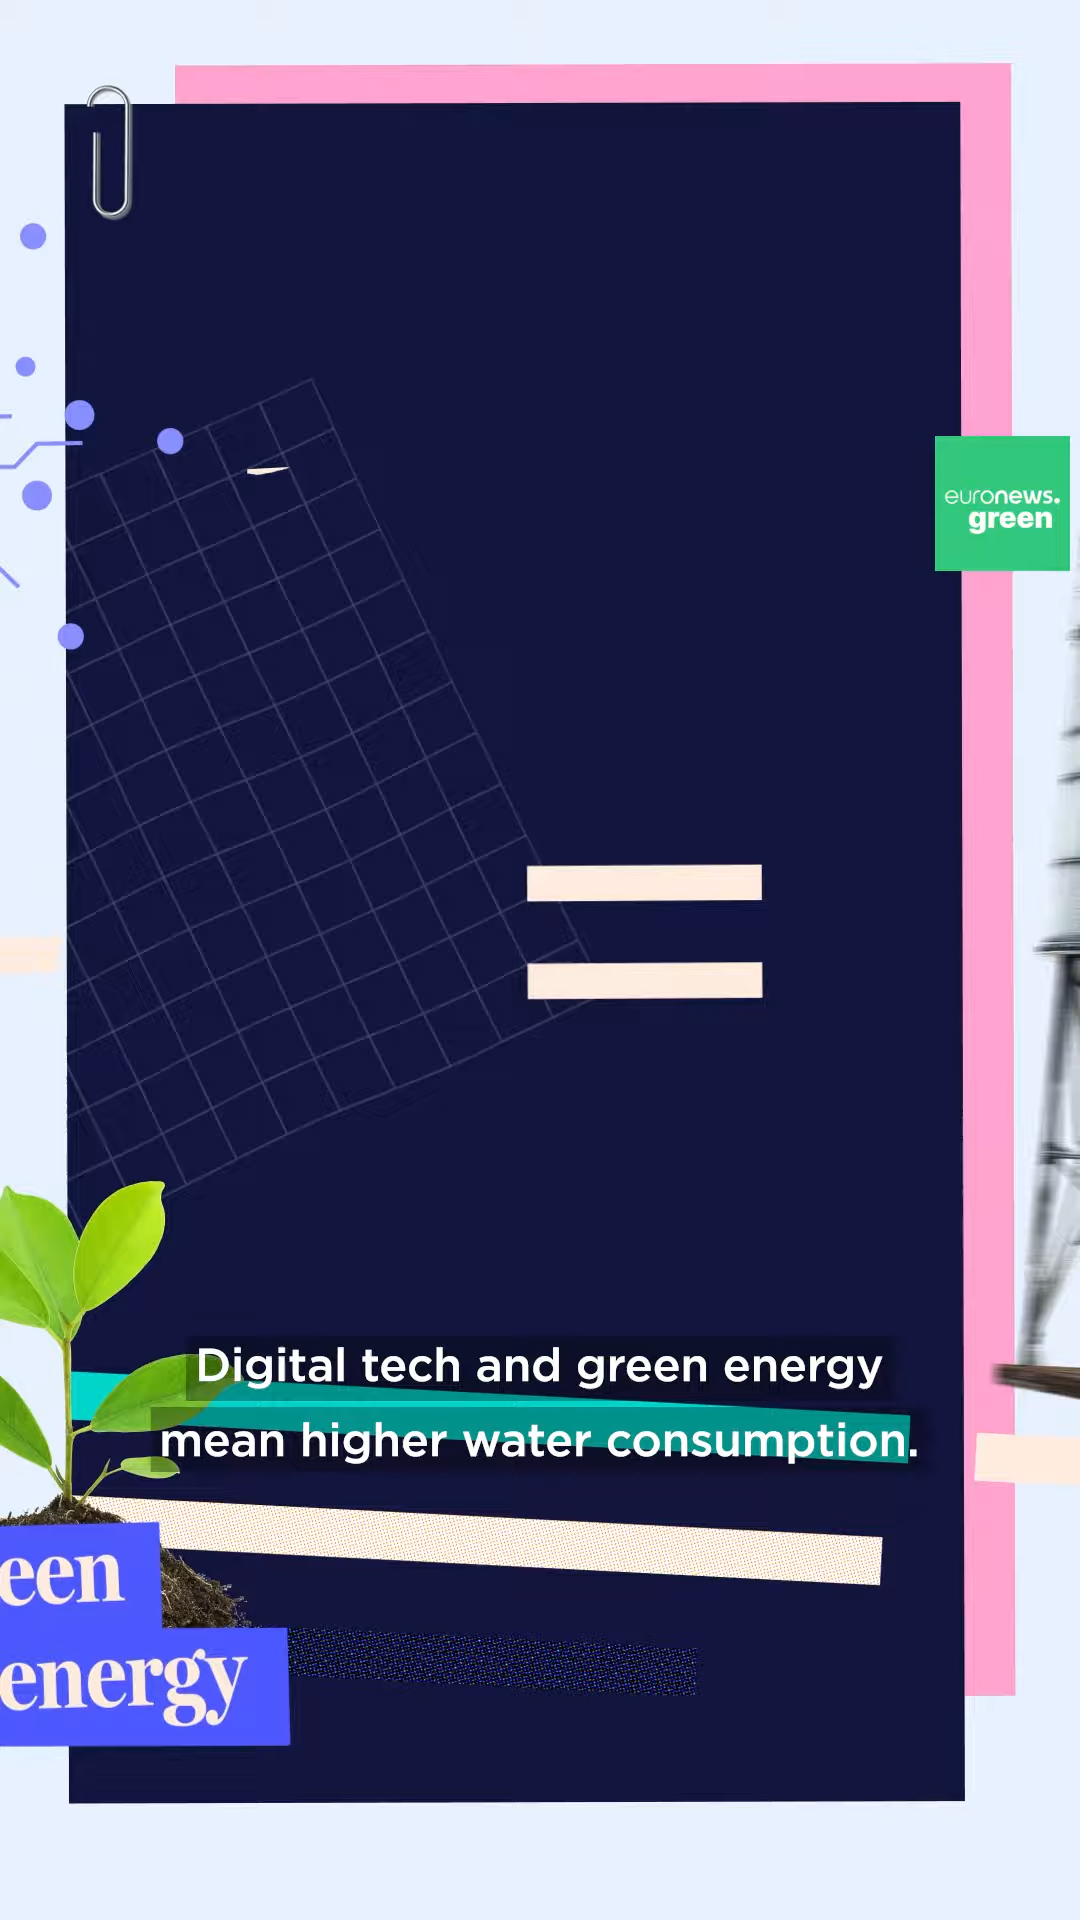 euronews.
green
Digital tech and green energy
mean higher water consumption.
een
energy